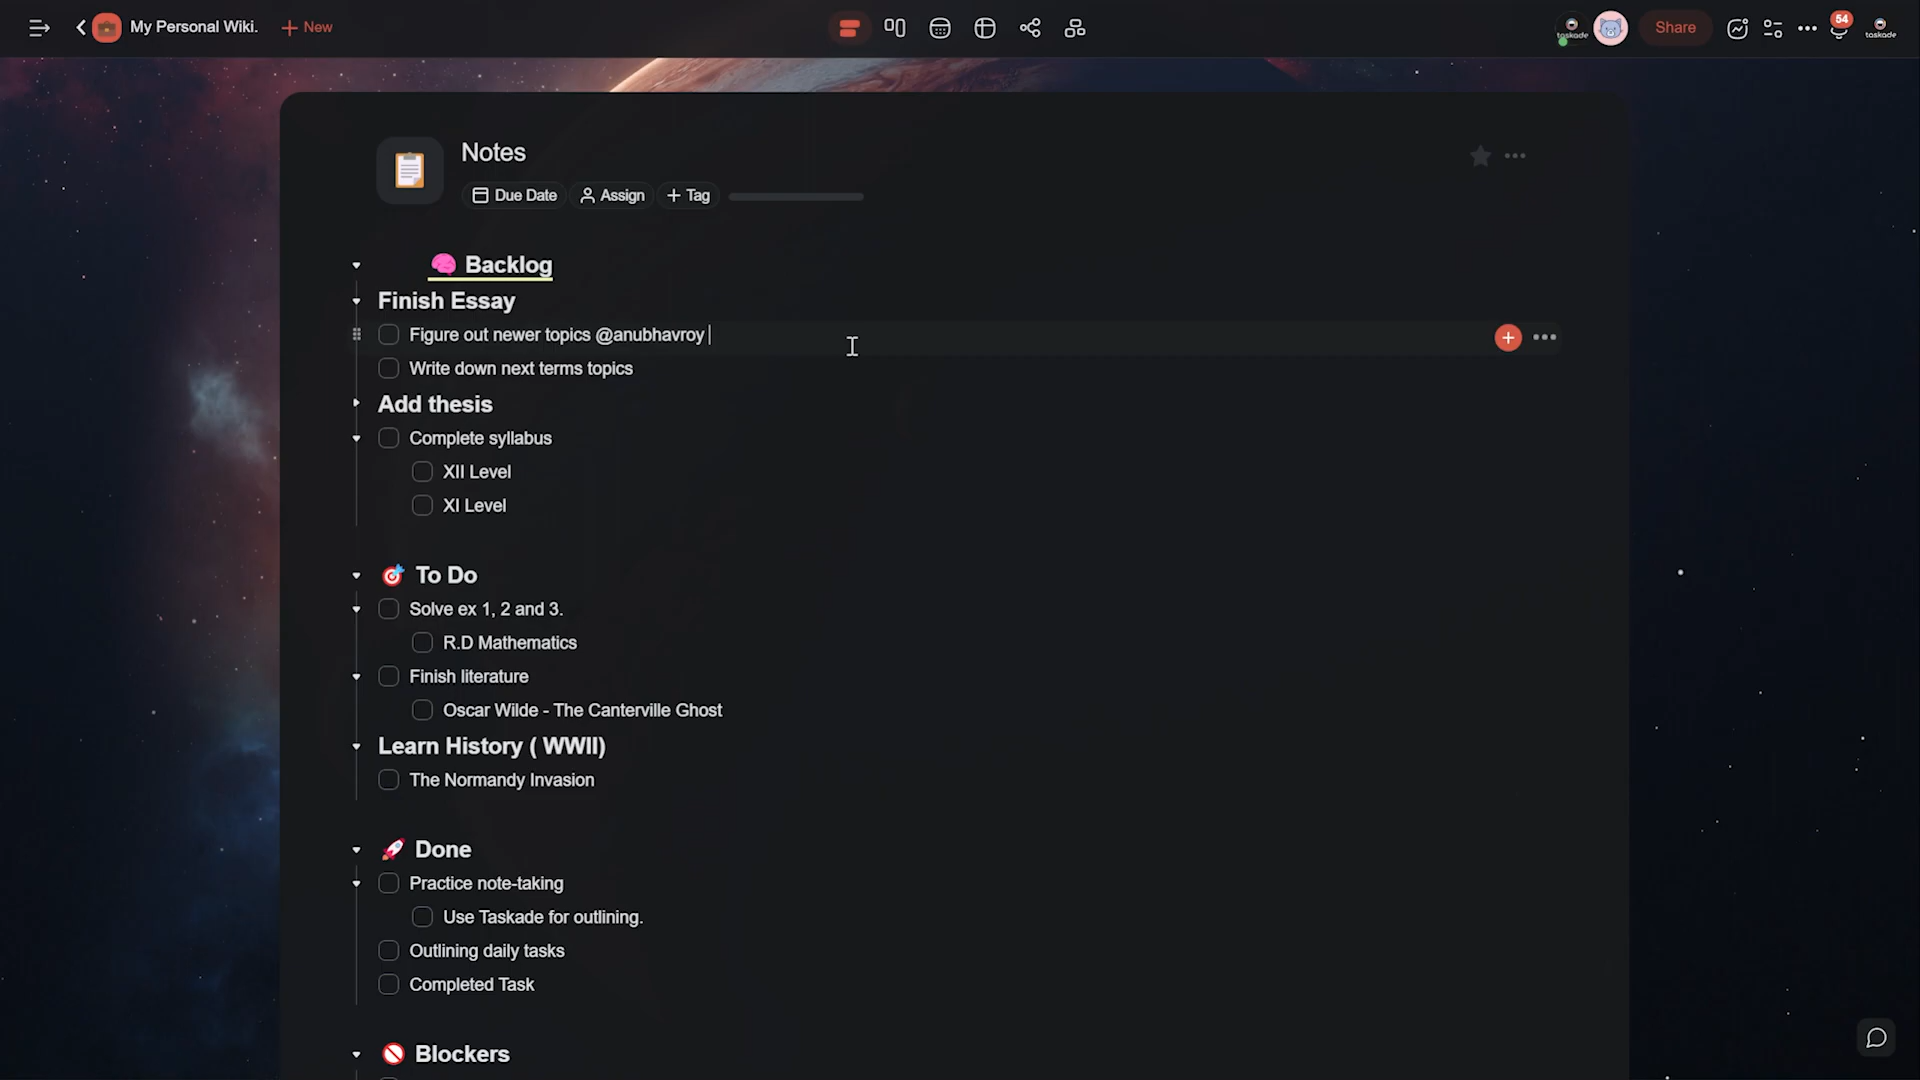 My Personal Wiki.
New
Share
54
taskade
taskade
Notes
Due Date
Assign
Tag
Backlog
Finish Essay
Figure out newer topics @anubhavroy
Write down next terms topics
Add thesis
Complete syllabus
XII Level
XI Level
To Do
Solve ex 1, 2 and 3.
R.D Mathematics
Finish literature
Oscar Wilde - The Canterville Ghost
Learn History ( WWII)
The Normandy Invasion
Done
Practice note-taking
Use Taskade for outlining.
Outlining daily tasks
Completed Task
Blockers